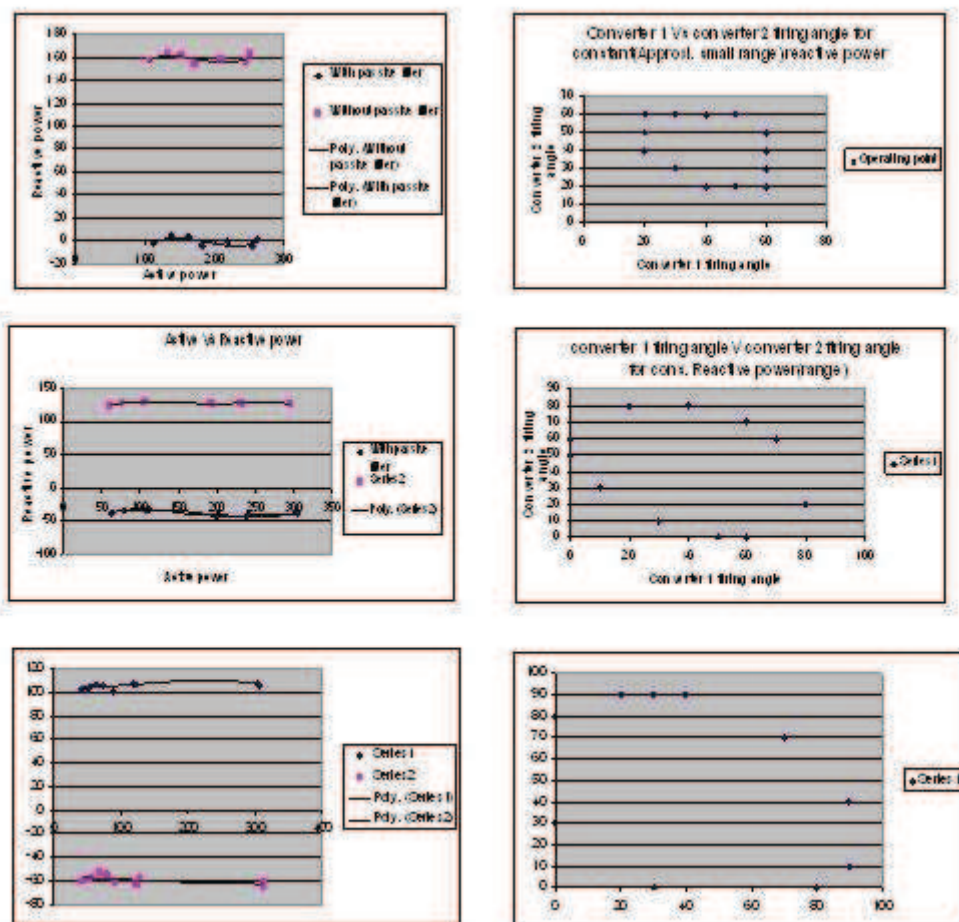 180
160
140
120
100
80
60
40
20
0
-20
0
100
200
300
Reactive power
Active power
With passive filter
Without passive filter
Poly. (Without
passive filter)
Poly. (With passive
filter)
Converter 1 Vs converter 2 firing angle for
constant(Approxi. small range)reactive power
70
60
50
40
30
20
10
0
0
20
40
60
80
Converter 2 firing
angle
Converter 1 firing angle
Operating point
Active Vs Reactive power
150
100
50
0
-50
-100
0
50
100
150
200
250
300
350
Reactive power
Active power
With passive
filter
Series2
Poly. (Series2)
converter 1 firing angle V converter 2 firing angle
for cons. Reactive power(range)
90
80
70
60
50
40
30
20
10
0
0
20
40
60
80
100
Converter 2 firing
angle
Converter 1 firing angle
Series1
120
100
80
60
40
20
0
-20
-40
-60
-80
0
100
200
300
400
Series1
Series2
Poly. (Series1)
Poly. (Series2)
100
90
80
70
60
50
40
30
20
10
0
0
20
40
60
80
100
Series1